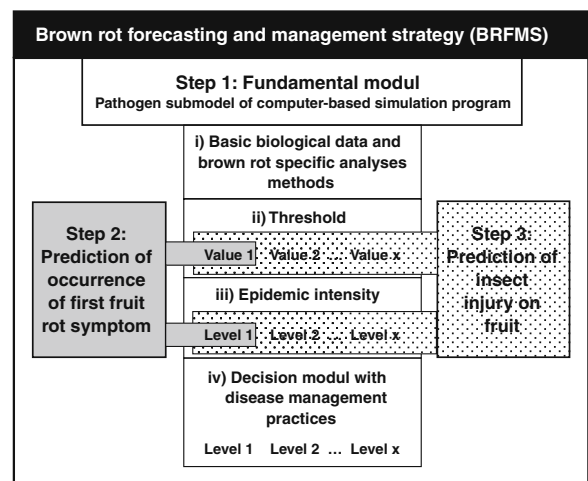 Brown rot forecasting and management strategy (BRFMS)
Step 1: Fundamental modul
Pathogen submodel of computer-based simulation program
i) Basic biological data and
brown rot specific analyses
methods
Step 2:
Prediction of
occurrence
of first fruit
rot symptom
ii) Threshold
Value 1 Value 2 ... Value x
iii) Epidemic intensity
Level 1 Level 2 ... Level x
Step 3:
Prediction of
insect
injury on
fruit
iv) Decision modul with
disease management
practices
Level 1 Level 2 ... Level x